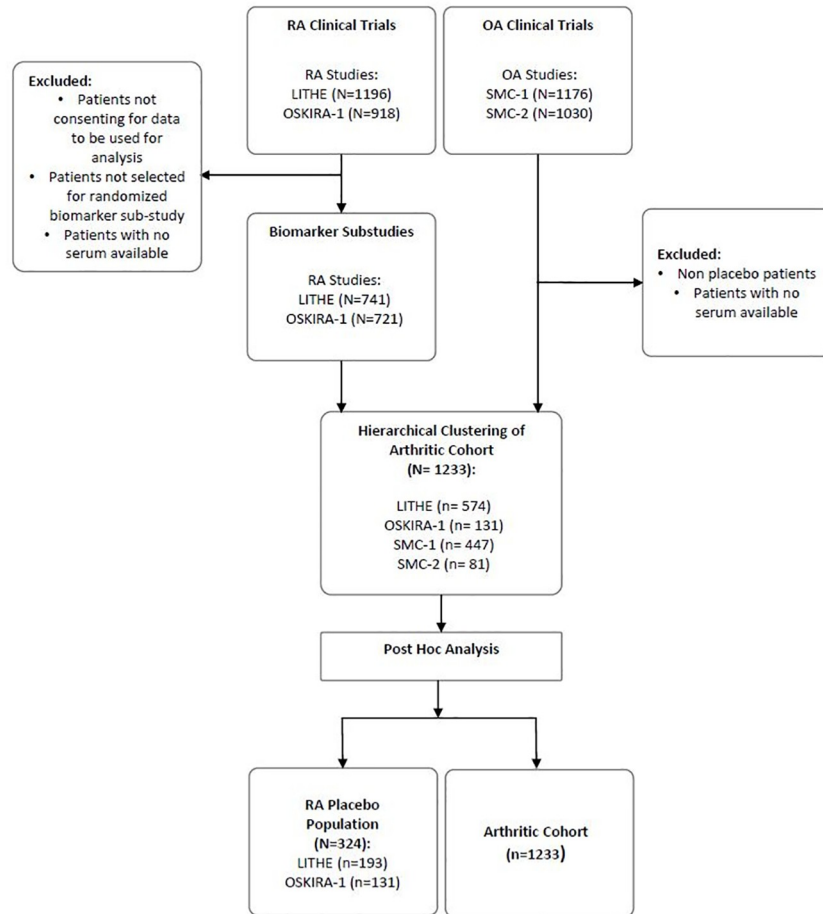 RA Clinical Trials
RA Studies:
LITHE (N=1196)
OSKIRA-1 (N=918)
OA Clinical Trials
OA Studies:
SMC-1 (N=1176)
SMC-2 (N=1030)
Excluded:
• Patients not
consenting for data
to be used for
analysis
• Patients not selected
for randomized
biomarker sub-study
• Patients with no
serum available
Biomarker Substudies
RA Studies:
LITHE (N=741)
OSKIRA-1 (N=721)
Excluded:
• Non placebo patients
• Patients with no
serum available
Hierarchical Clustering of
Arthritic Cohort
(N= 1233):
LITHE (n= 574)
OSKIRA-1 (n= 131)
SMC-1 (n= 447)
SMC-2 (n= 81)
Post Hoc Analysis
RA Placebo
Population
(N=324):
LITHE (n=193)
OSKIRA-1 (n=131)
Arthritic Cohort
(n=1233)